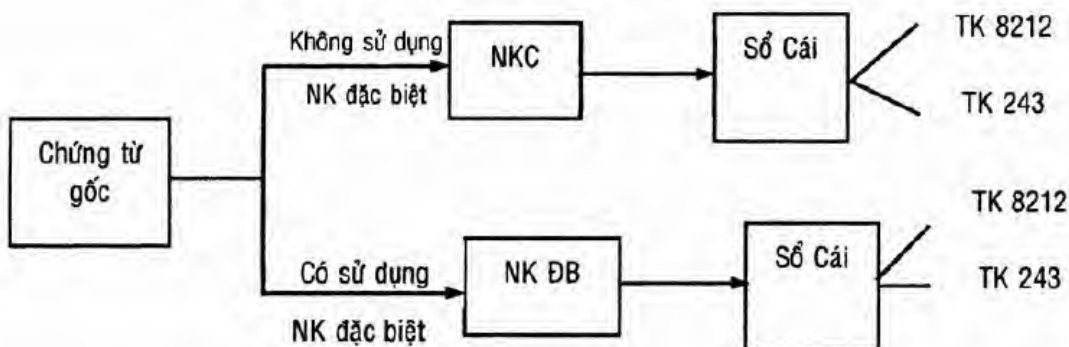 Chứng từ
gốc
Không sử dụng
NK đặc biệt
NKC
Sổ Cái
TK 8212
TK 243
Có sử dụng
NK đặc biệt
NK ĐB
Sổ Cái
TK 8212
TK 243